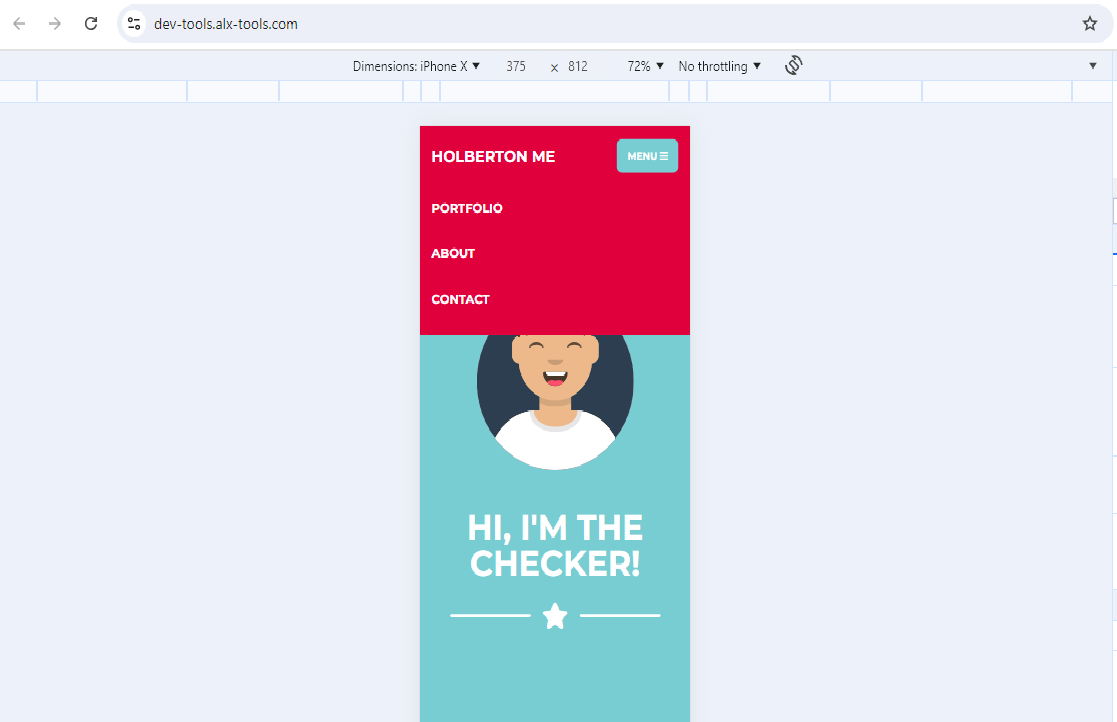 dev-tools.alx-tools.com
Dimensions: iPhone X ▼ 375 x 812 72% ▼ No throttling ▼
HOLBERTON ME
MENU
PORTFOLIO
ABOUT
CONTACT
HI, I'M THE
CHECKER!